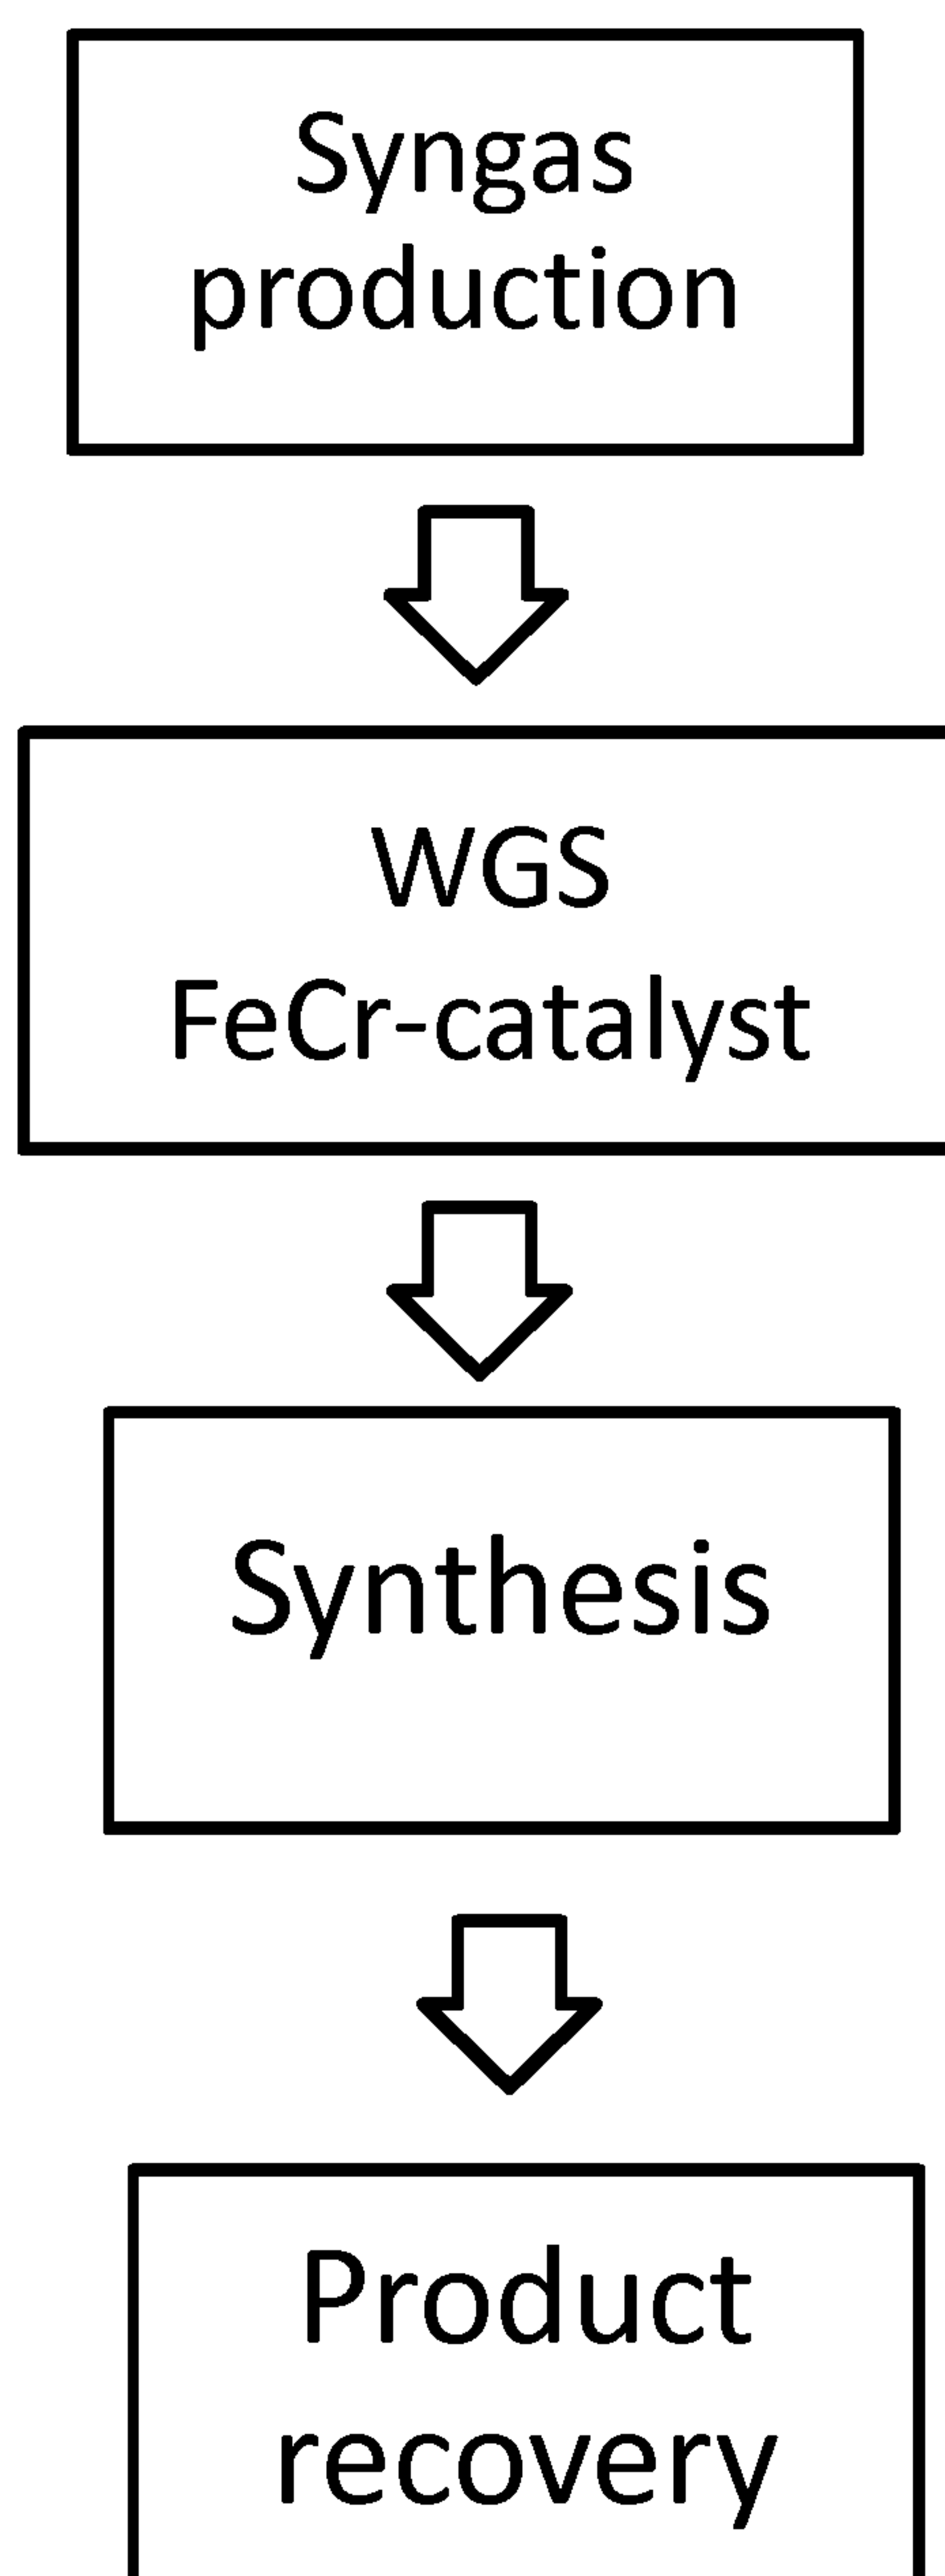 Syngas
production
WGS
FeCr-catalyst
Synthesis
Product
recovery